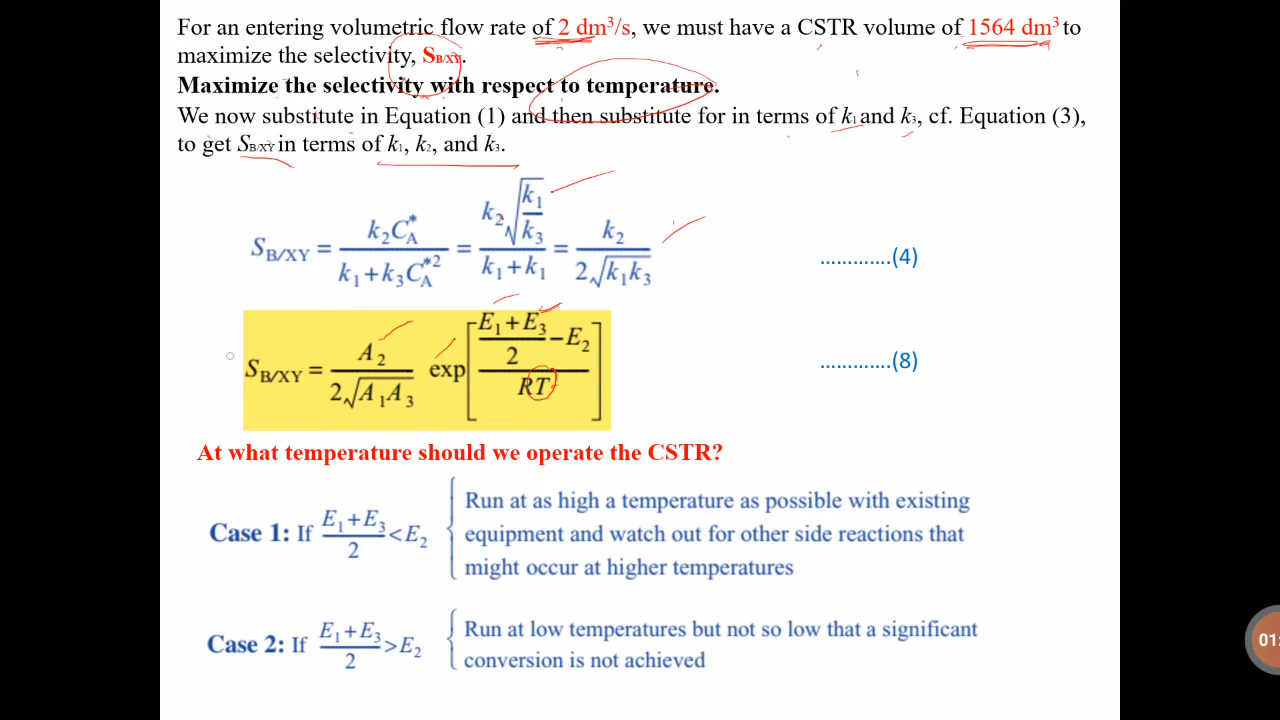 For an entering volumetric flow rate of 2 dm³/s, we must have a CSTR volume of 1564 dm³ to
maximize the selectivity, S_B/XY.
Maximize the selectivity with respect to temperature.
We now substitute in Equation (1) and then substitute for in terms of k₁ and k₃, cf. Equation (3),
to get S_B/XY in terms of k₁, k₂, and k₃.
S_B/XY = k₂C_A^* / (k₁+k₃C_A^*2) = k₂√(k₁/k₃) / (k₁+k₁) = k₂ / (2√(k₁k₃)) .............(4)
S_B/XY = A₂ / (2√(A₁A₃)) exp[((E₁+E₃)/2 − E₂) / RT] .............(8)
At what temperature should we operate the CSTR?
Case 1: If (E₁+E₃)/2 < E₂ { Run at as high a temperature as possible with existing
equipment and watch out for other side reactions that
might occur at higher temperatures
Case 2: If (E₁+E₃)/2 > E₂ { Run at low temperatures but not so low that a significant
conversion is not achieved